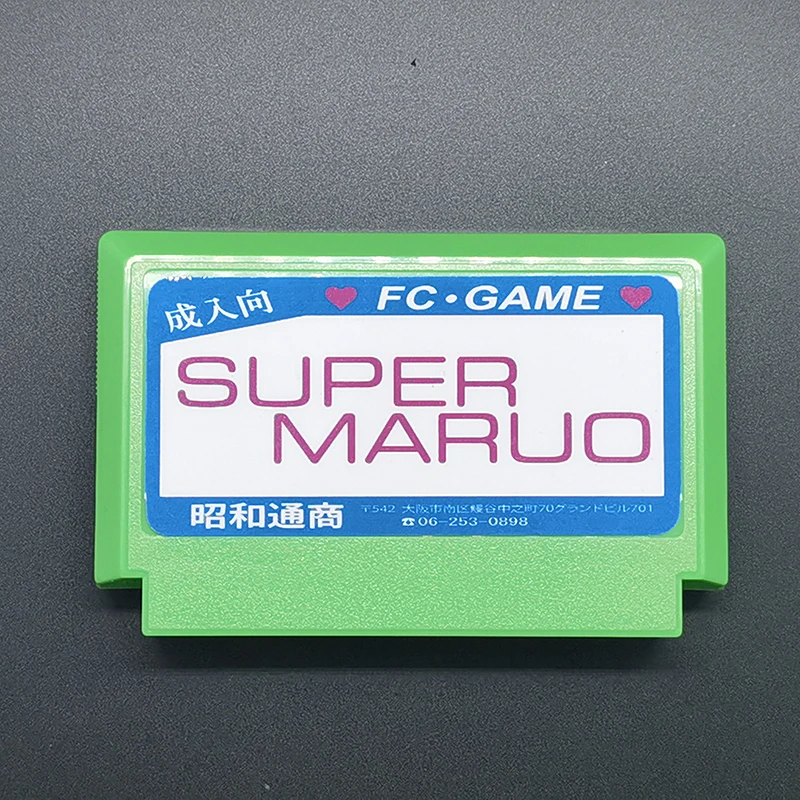 成入向
FC・GAME
SUPER
MARUO
昭和通商
〒542 大阪市南区鰻谷中之町70グランドビル701
☎06-253-0898